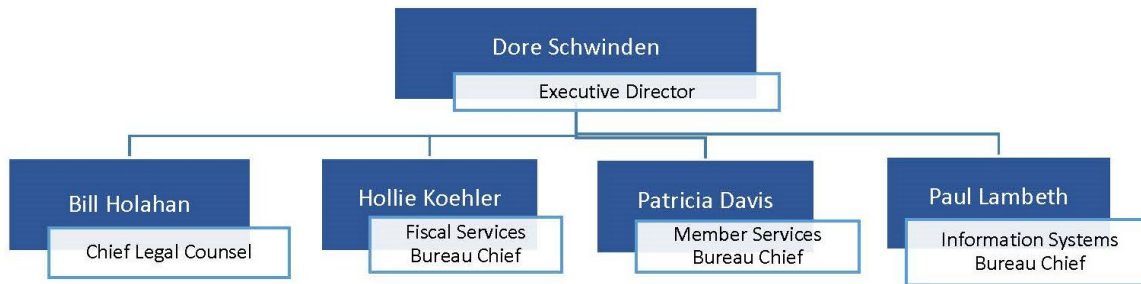 Dore Schwinden
Executive Director
Bill Holahan
Chief Legal Counsel
Hollie Koehler
Fiscal Services
Bureau Chief
Patricia Davis
Member Services
Bureau Chief
Paul Lambeth
Information Systems
Bureau Chief